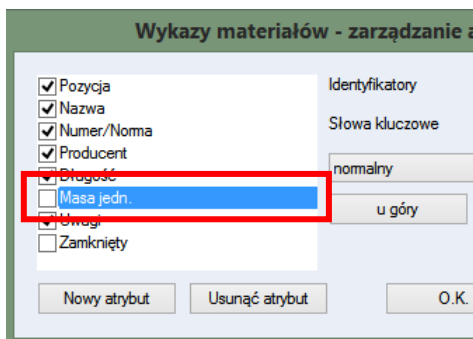 Wykazy materiałów - zarządzanie a
Pozycja
Nazwa
Numer/Norma
Producent
Długość
Masa jedn.
Uwagi
Zamknięty
Identyfikatory
Słowa kluczowe
normalny
u góry
Nowy atrybut
Usunąć atrybut
O.K.